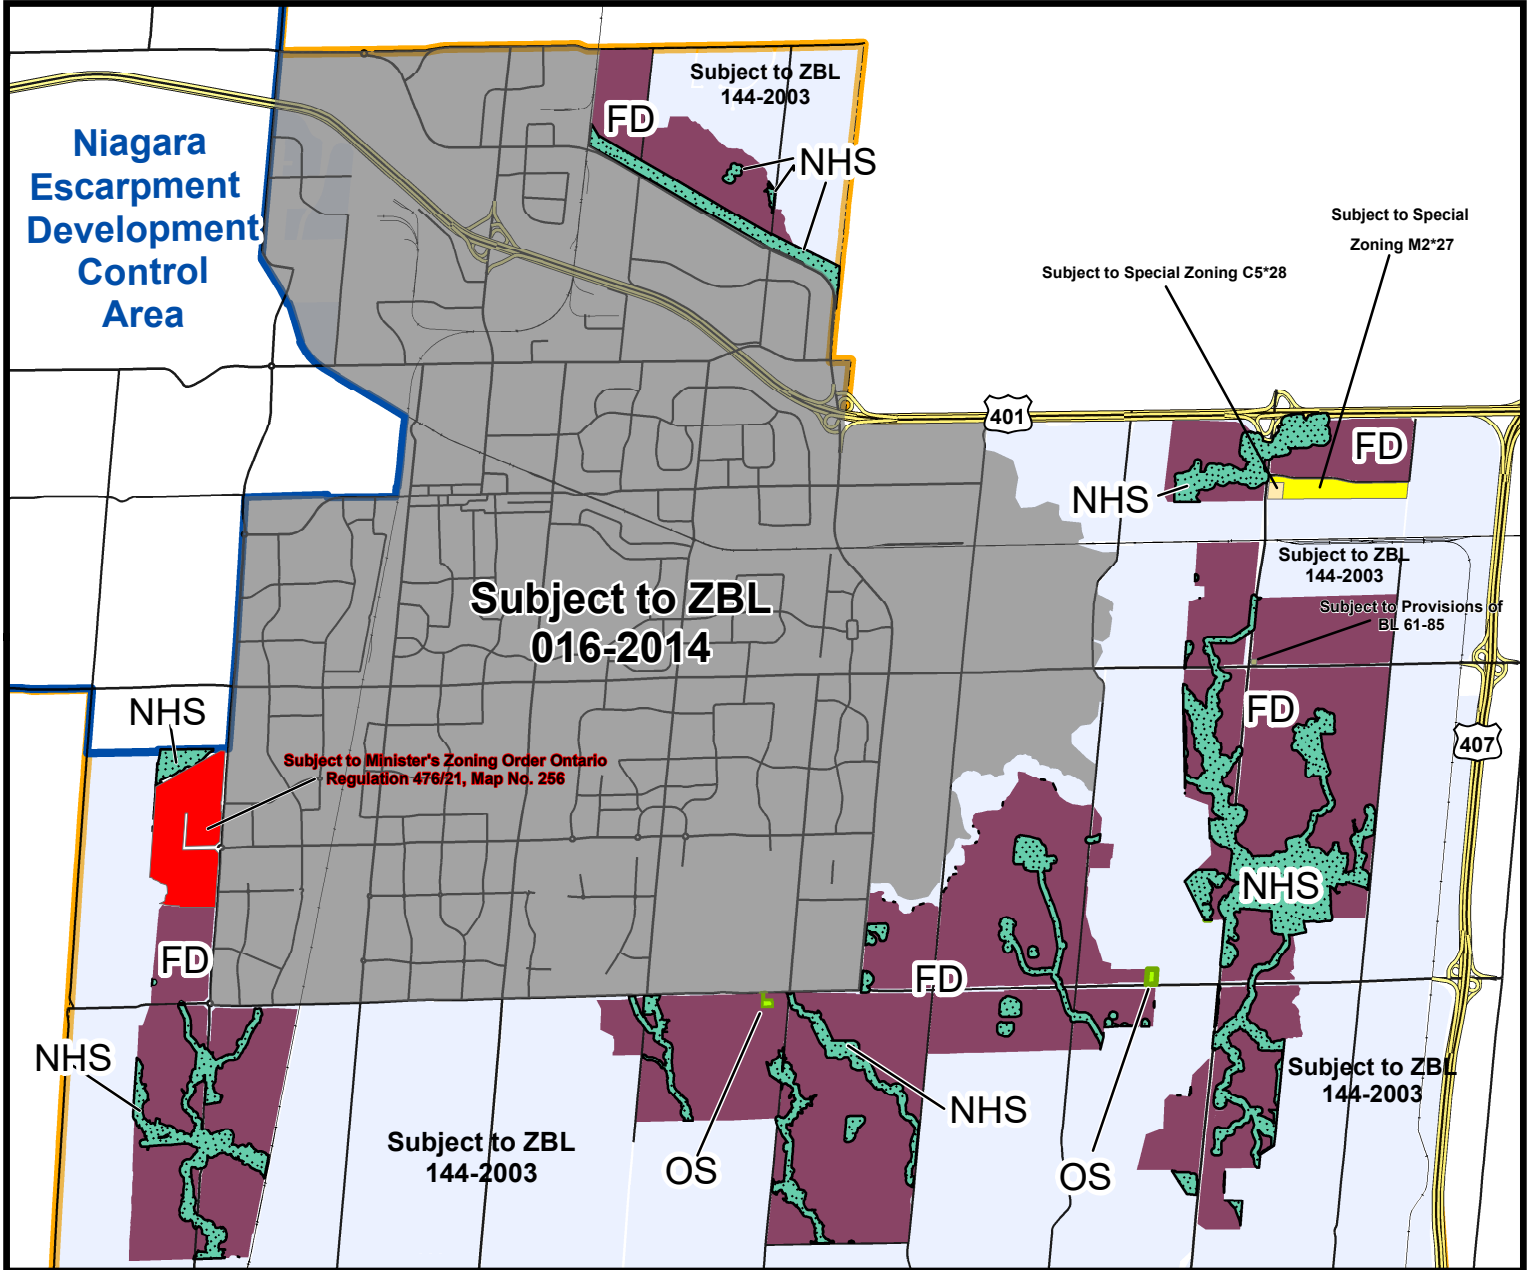 Subject to ZBL
144-2003
FD
NHS
Niagara
Escarpment
Development
Control
Area
Subject to Special
Zoning M2*27
Subject to Special Zoning C5*28
401
FD
NHS
Subject to ZBL
144-2003
Subject to Provisions of
BL 61-85
Subject to ZBL
016-2014
NHS
FD
407
Subject to Minister's Zoning Order Ontario
Regulation 476/21, Map No. 256
NHS
FD
FD
NHS
Subject to ZBL
144-2003
NHS
Subject to ZBL
144-2003
OS
OS